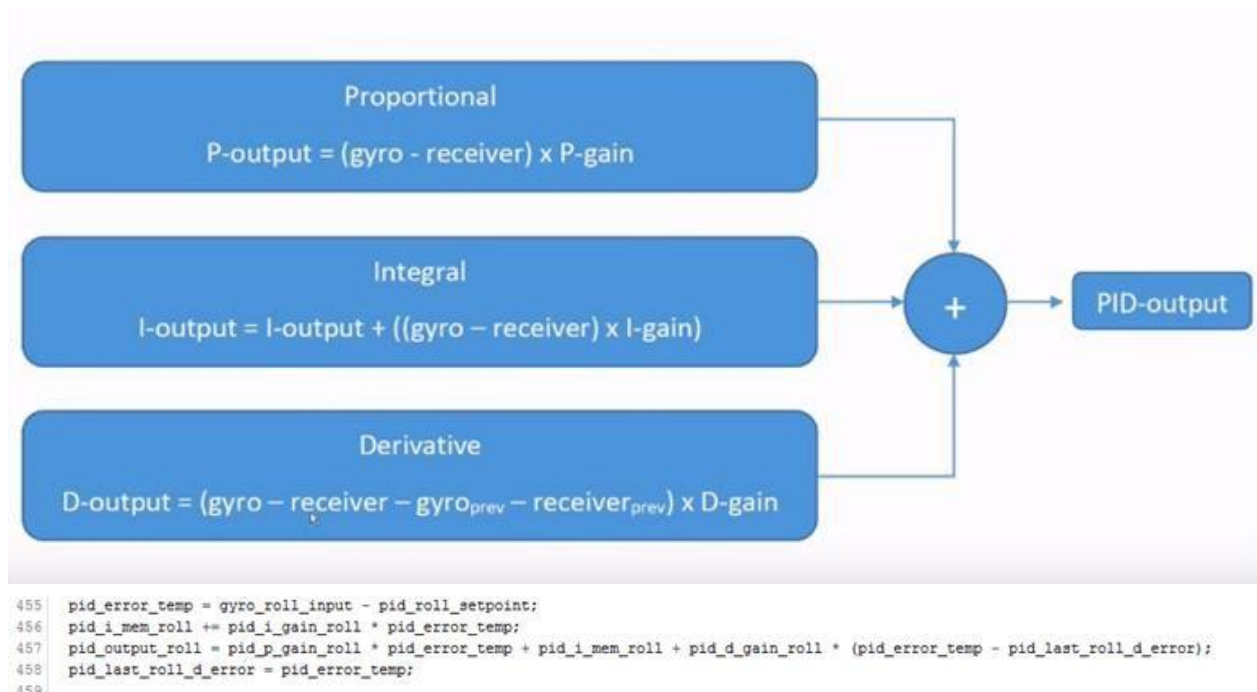 Proportional
P-output = (gyro - receiver) x P-gain
Integral
I-output = I-output + ((gyro – receiver) x I-gain)
+
PID-output
Derivative
D-output = (gyro – receiver – gyroprev – receiverprev) x D-gain
455 pid_error_temp = gyro_roll_input - pid_roll_setpoint;
456 pid_i_mem_roll += pid_i_gain_roll * pid_error_temp;
457 pid_output_roll = pid_p_gain_roll * pid_error_temp + pid_i_mem_roll + pid_d_gain_roll * (pid_error_temp - pid_last_roll_d_error);
458 pid_last_roll_d_error = pid_error_temp;
459